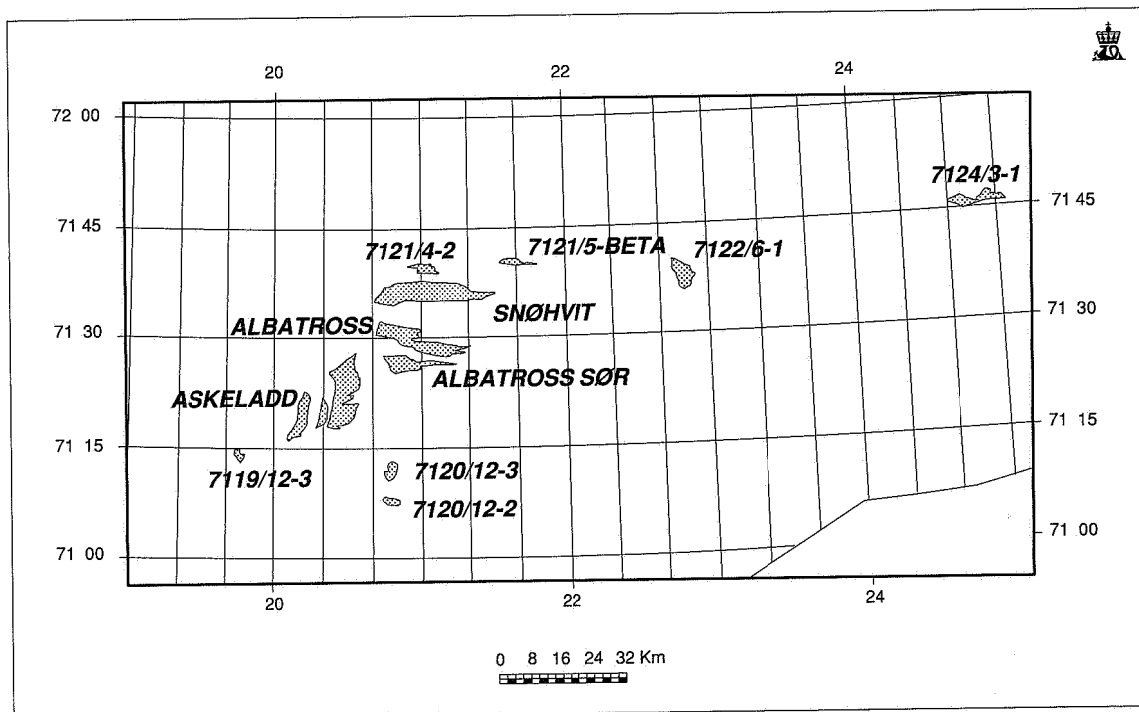 20 22 24
72 00
7124/3-1
71 45 71 45
7121/4-2 7121/5-BETA 7122/6-1
SNØHVIT
71 30 ALBATROSS 71 30
ALBATROSS SØR
ASKELADD
71 15 71 15
7119/12-3 7120/12-3
7120/12-2
71 00 71 00
20 22 24
0 8 16 24 32 Km